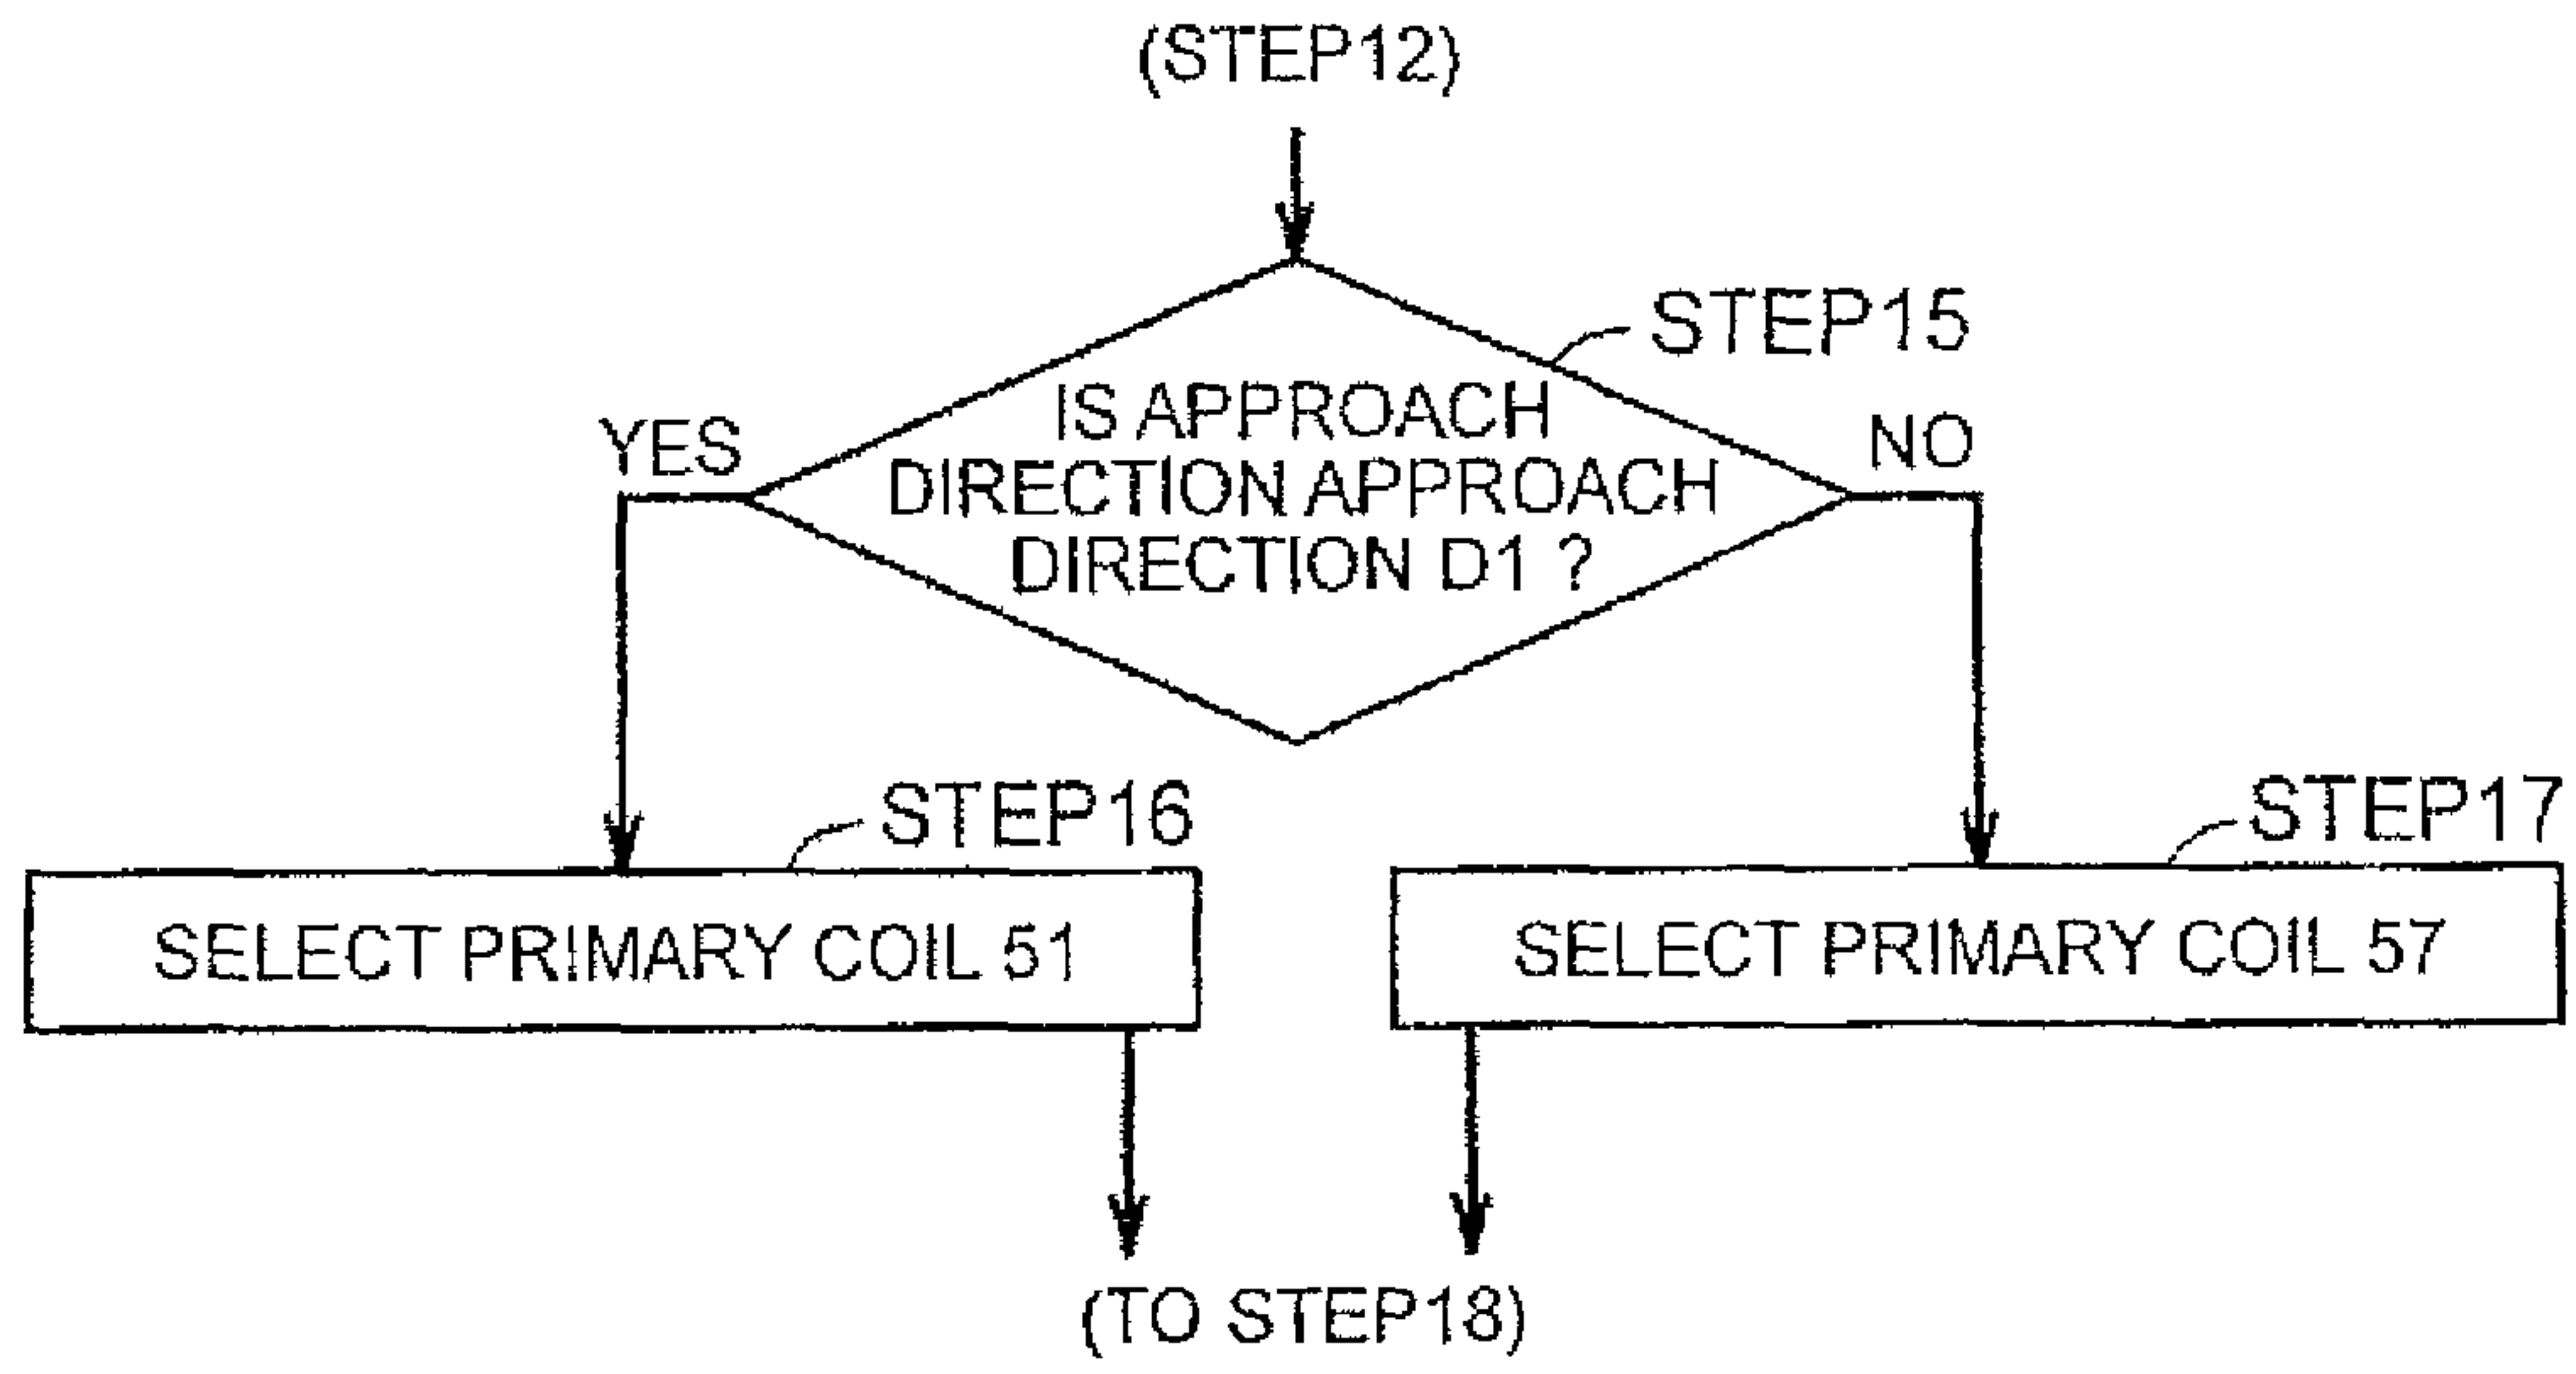 (STEP12)
STEP15
IS APPROACH
DIRECTION APPROACH
DIRECTION D1 ?
YES
NO
STEP16
SELECT PRIMARY COIL 51
STEP17
SELECT PRIMARY COIL 57
(TO STEP18)